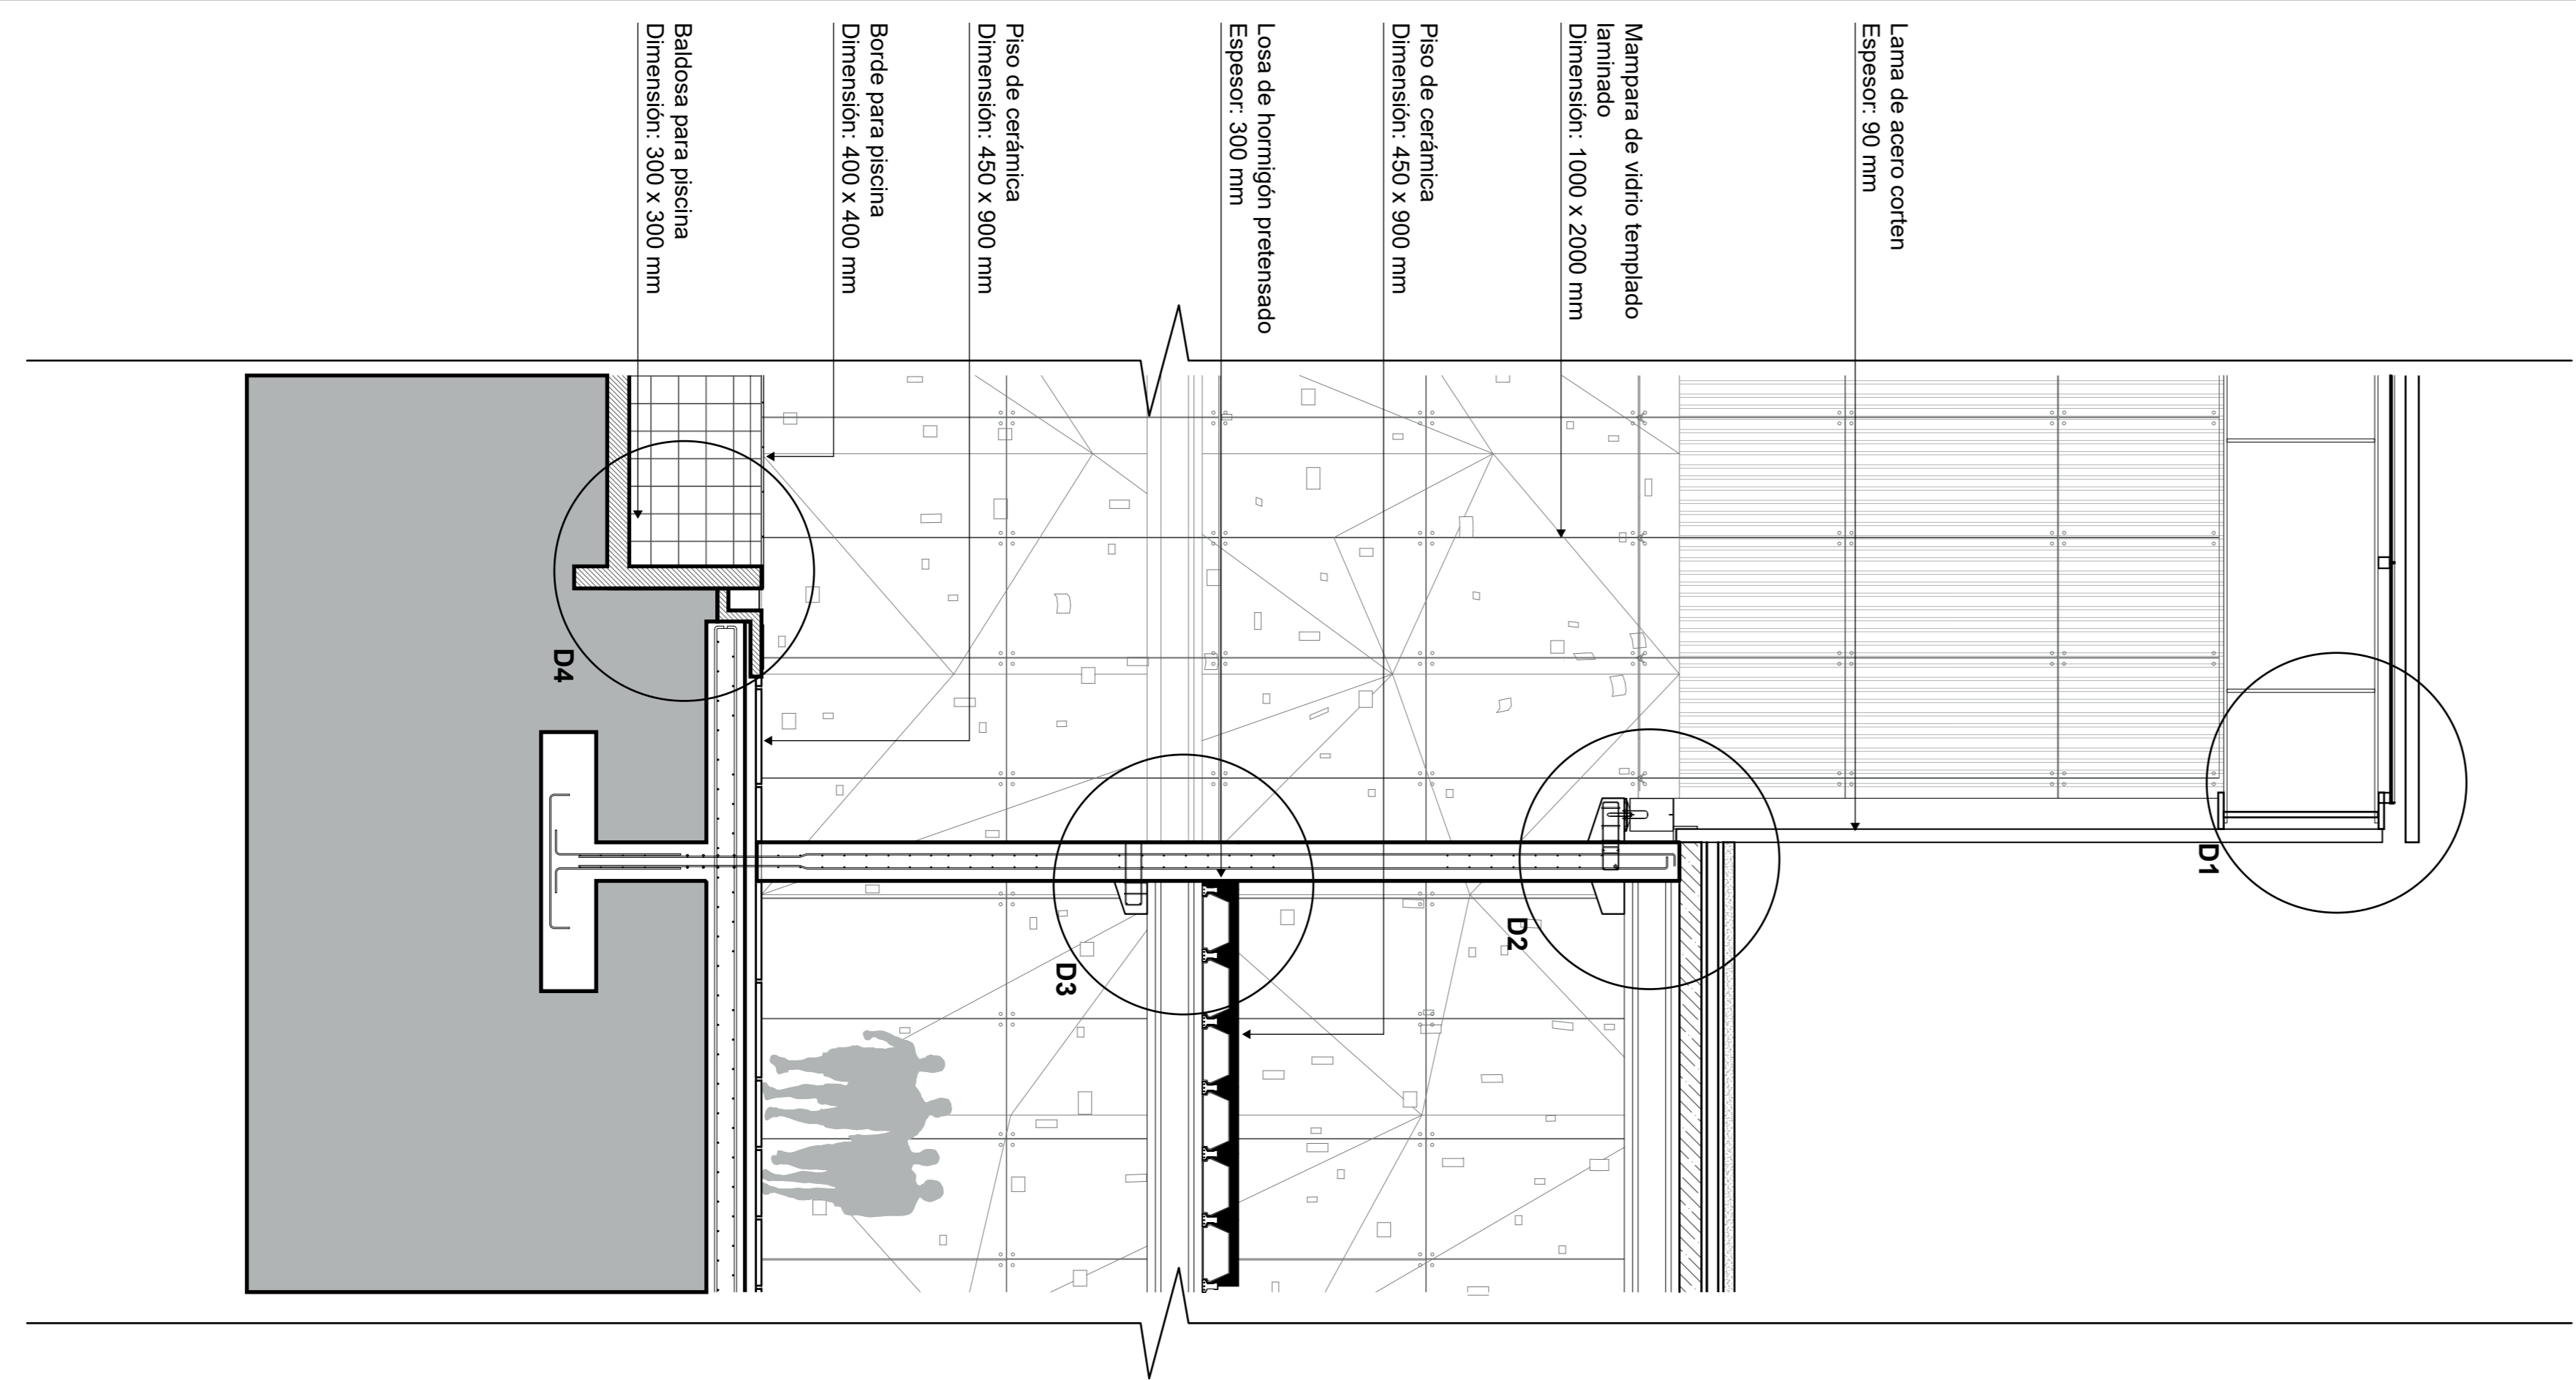 Lama de acero corten
Espesor: 90 mm
Mampara de vidrio templado
laminado
Dimensión: 1000 x 2000 mm
Piso de cerámica
Dimensión: 450 x 900 mm
Losa de hormigón pretensado
Espesor: 300 mm
Piso de cerámica
Dimensión: 450 x 900 mm
Borde para piscina
Dimensión: 400 x 400 mm
Baldosa para piscina
Dimensión: 300 x 300 mm
D1
D2
D3
D4